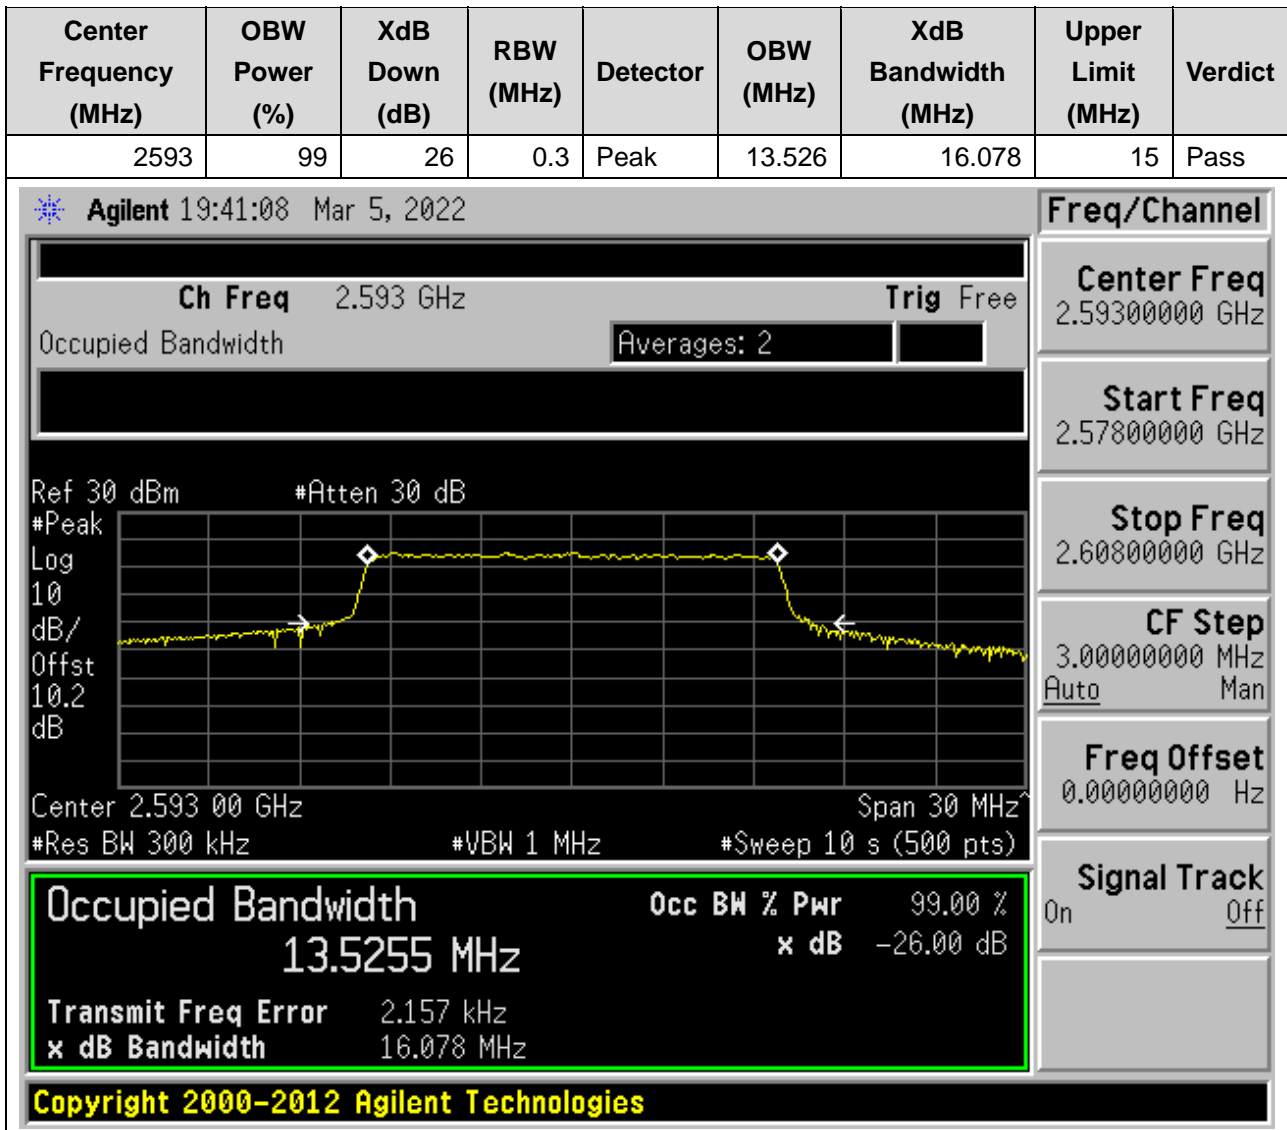 Center Frequency (MHz) OBW Power (%) XdB Down (dB) RBW (MHz) Detector OBW (MHz) XdB Bandwidth (MHz) Upper Limit (MHz) Verdict
2593 99 26 0.3 Peak 13.526 16.078 15 Pass
Agilent 19:41:08 Mar 5, 2022
Freq/Channel
Ch Freq 2.593 GHz Trig Free
Occupied Bandwidth Averages: 2
Center Freq
2.59300000 GHz
Start Freq
2.57800000 GHz
Stop Freq
2.60800000 GHz
CF Step
3.00000000 MHz
Auto Man
Freq Offset
0.00000000 Hz
Signal Track
On Off
Ref 30 dBm #Atten 30 dB
#Peak
Log
10
dB/
Offst
10.2
dB
Center 2.593 00 GHz Span 30 MHz^
#Res BW 300 kHz #VBW 1 MHz #Sweep 10 s (500 pts)
Occupied Bandwidth
13.5255 MHz
Occ BW % Pwr 99.00 %
x dB -26.00 dB
Transmit Freq Error 2.157 kHz
x dB Bandwidth 16.078 MHz
Copyright 2000-2012 Agilent Technologies